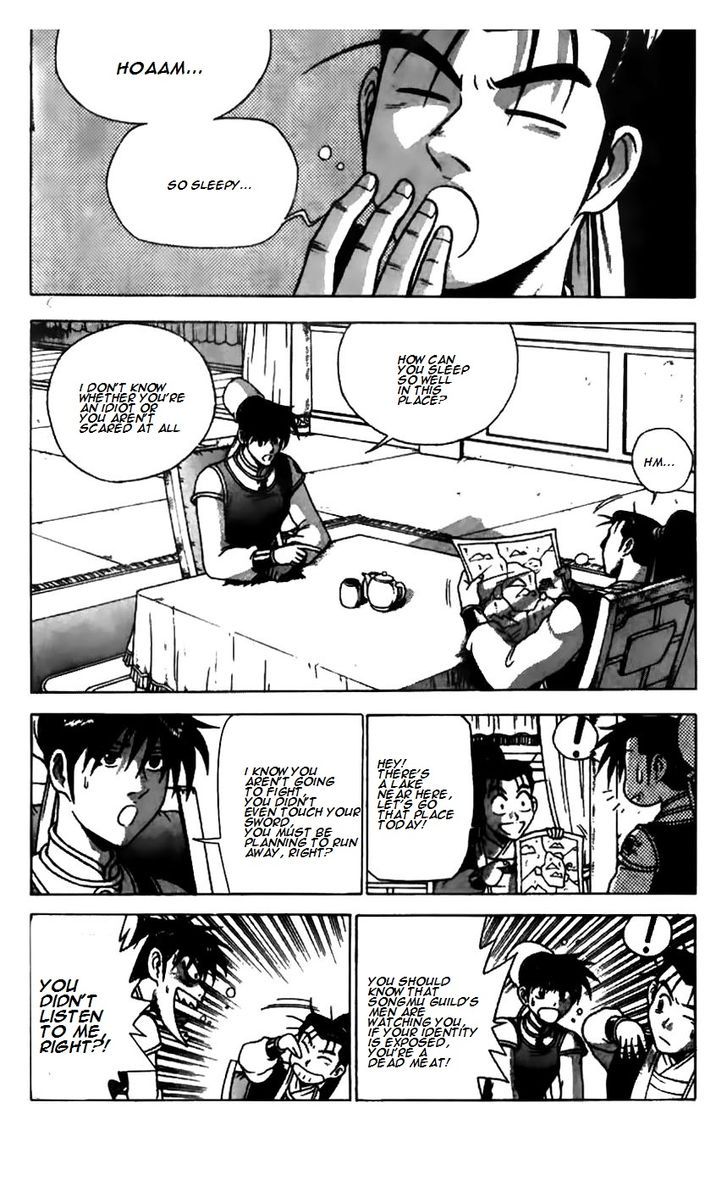 HOAAM...
SO SLEEPY...
I DON'T KNOW
WHETHER YOU'RE
AN IDIOT OR
YOU AREN'T
SCARED AT ALL
HOW CAN
YOU SLEEP
SO WELL
IN THIS
PLACE?
HM...
I KNOW YOU
AREN'T GOING
TO FIGHT,
YOU DIDN'T
EVEN TOUCH YOUR
SWORD,
YOU MUST BE
PLANNING TO RUN
AWAY, RIGHT?
HEY!
THERE'S
A LAKE
NEAR HERE,
LET'S GO
THAT PLACE
TODAY!
!
YOU
DIDN'T
LISTEN
TO ME,
RIGHT?!
YOU SHOULD
KNOW THAT
SONGMU GUILD'S
MEN ARE
WATCHING YOU,
IF YOUR IDENTITY
IS EXPOSED,
YOU'RE A
DEAD MEAT!
!